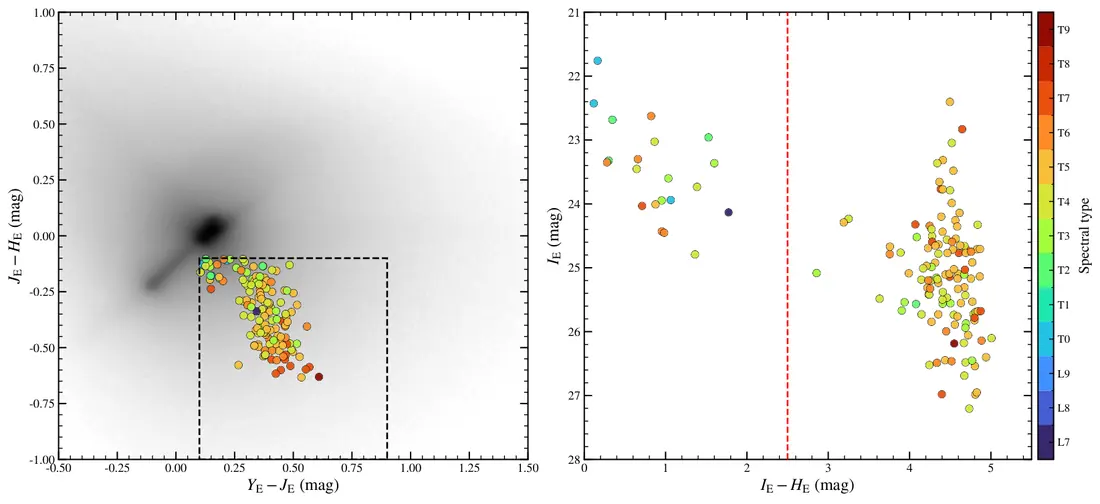 1.00
0.75
0.50
0.25
0.00
-0.25
-0.50
-0.75
-1.00
J_E − H_E (mag)
-0.50 -0.25 0.00 0.25 0.50 0.75 1.00 1.25 1.50
Y_E − J_E (mag)
21
22
23
24
25
26
27
28
I_E (mag)
0 1 2 3 4 5
I_E − H_E (mag)
T9
T8
T7
T6
T5
T4
T3
T2
T1
T0
L9
L8
L7
Spectral type